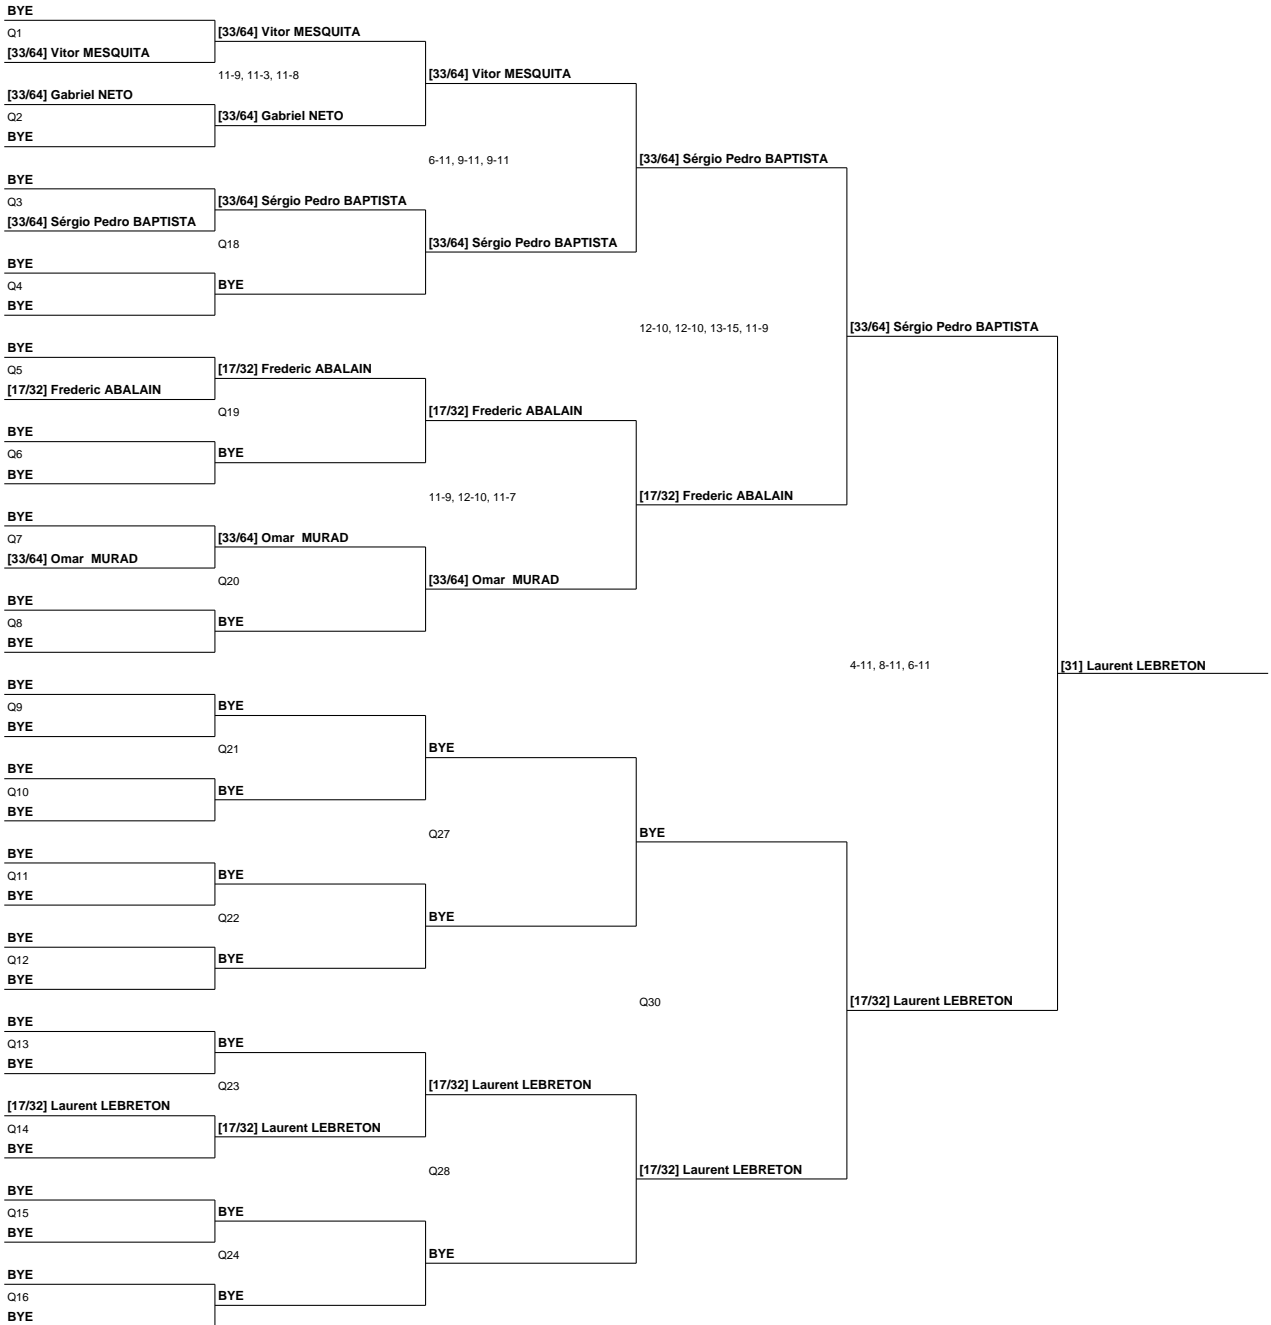 BYE
Q1
[33/64] Vitor MESQUITA
[33/64] Vitor MESQUITA
11-9, 11-3, 11-8
[33/64] Vitor MESQUITA
[33/64] Gabriel NETO
Q2
[33/64] Gabriel NETO
BYE
6-11, 9-11, 9-11
[33/64] Sérgio Pedro BAPTISTA
BYE
Q3
[33/64] Sérgio Pedro BAPTISTA
[33/64] Sérgio Pedro BAPTISTA
Q18
[33/64] Sérgio Pedro BAPTISTA
BYE
Q4
BYE
BYE
12-10, 12-10, 13-15, 11-9
[33/64] Sérgio Pedro BAPTISTA
BYE
Q5
[17/32] Frederic ABALAIN
[17/32] Frederic ABALAIN
Q19
[17/32] Frederic ABALAIN
BYE
Q6
BYE
BYE
11-9, 12-10, 11-7
[17/32] Frederic ABALAIN
BYE
Q7
[33/64] Omar  MURAD
[33/64] Omar  MURAD
Q20
[33/64] Omar  MURAD
BYE
Q8
BYE
BYE
4-11, 8-11, 6-11
[31] Laurent LEBRETON
BYE
Q9
BYE
BYE
Q21
BYE
BYE
Q10
BYE
BYE
Q27
BYE
BYE
Q11
BYE
BYE
Q22
BYE
BYE
Q12
BYE
BYE
Q30
[17/32] Laurent LEBRETON
BYE
Q13
BYE
BYE
Q23
[17/32] Laurent LEBRETON
[17/32] Laurent LEBRETON
Q14
[17/32] Laurent LEBRETON
BYE
Q28
[17/32] Laurent LEBRETON
BYE
Q15
BYE
BYE
Q24
BYE
BYE
Q16
BYE
BYE